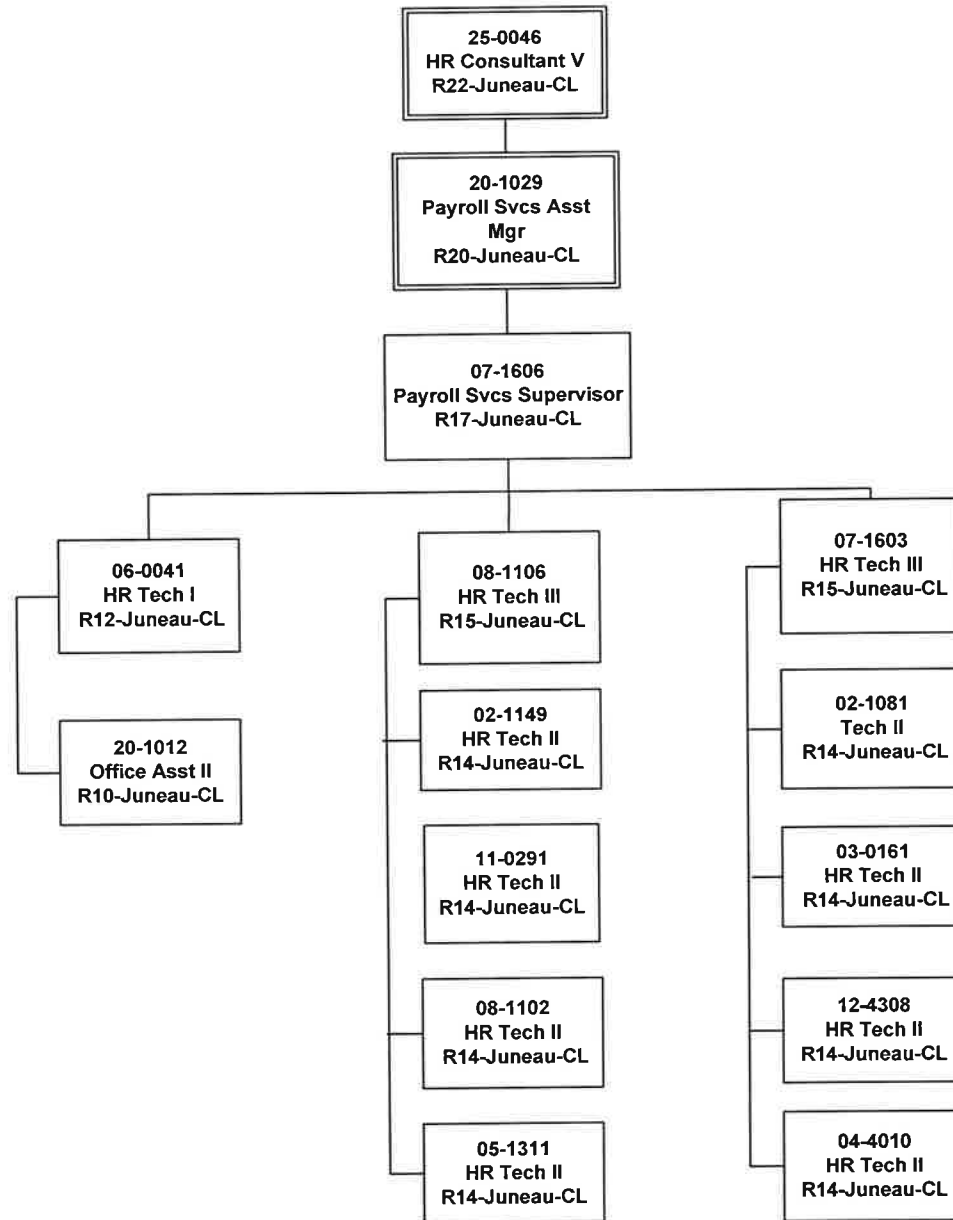 25-0046
HR Consultant V
R22-Juneau-CL
20-1029
Payroll Svcs Asst
Mgr
R20-Juneau-CL
07-1606
Payroll Svcs Supervisor
R17-Juneau-CL
06-0041
HR Tech I
R12-Juneau-CL
20-1012
Office Asst II
R10-Juneau-CL
08-1106
HR Tech III
R15-Juneau-CL
02-1149
HR Tech II
R14-Juneau-CL
11-0291
HR Tech II
R14-Juneau-CL
08-1102
HR Tech II
R14-Juneau-CL
05-1311
HR Tech II
R14-Juneau-CL
07-1603
HR Tech III
R15-Juneau-CL
02-1081
Tech II
R14-Juneau-CL
03-0161
HR Tech II
R14-Juneau-CL
12-4308
HR Tech II
R14-Juneau-CL
04-4010
HR Tech II
R14-Juneau-CL